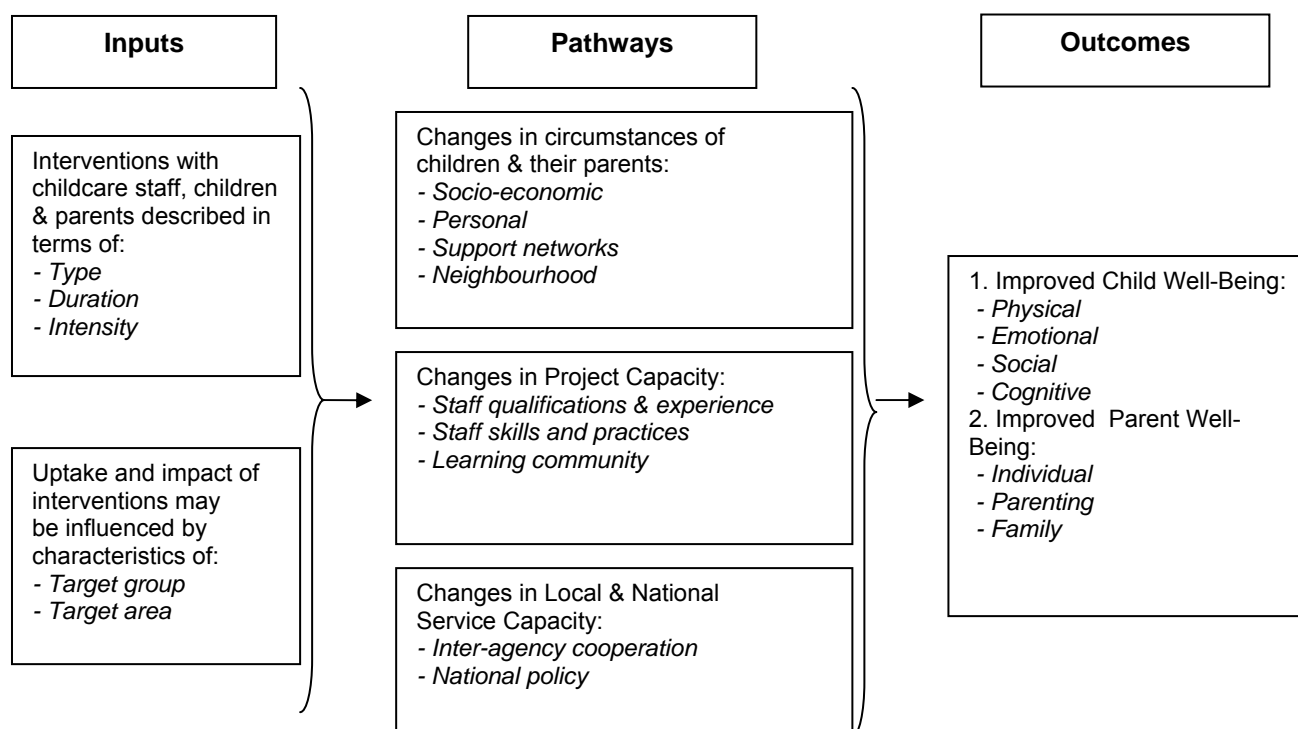 Inputs
Pathways
Outcomes
Interventions with
childcare staff, children
& parents described in
terms of:
- Type
- Duration
- Intensity
Uptake and impact of
interventions may
be influenced by
characteristics of:
- Target group
- Target area
Changes in circumstances of
children & their parents:
- Socio-economic
- Personal
- Support networks
- Neighbourhood
Changes in Project Capacity:
- Staff qualifications & experience
- Staff skills and practices
- Learning community
Changes in Local & National
Service Capacity:
- Inter-agency cooperation
- National policy
1. Improved Child Well-Being:
- Physical
- Emotional
- Social
- Cognitive
2. Improved Parent Well-
Being:
- Individual
- Parenting
- Family